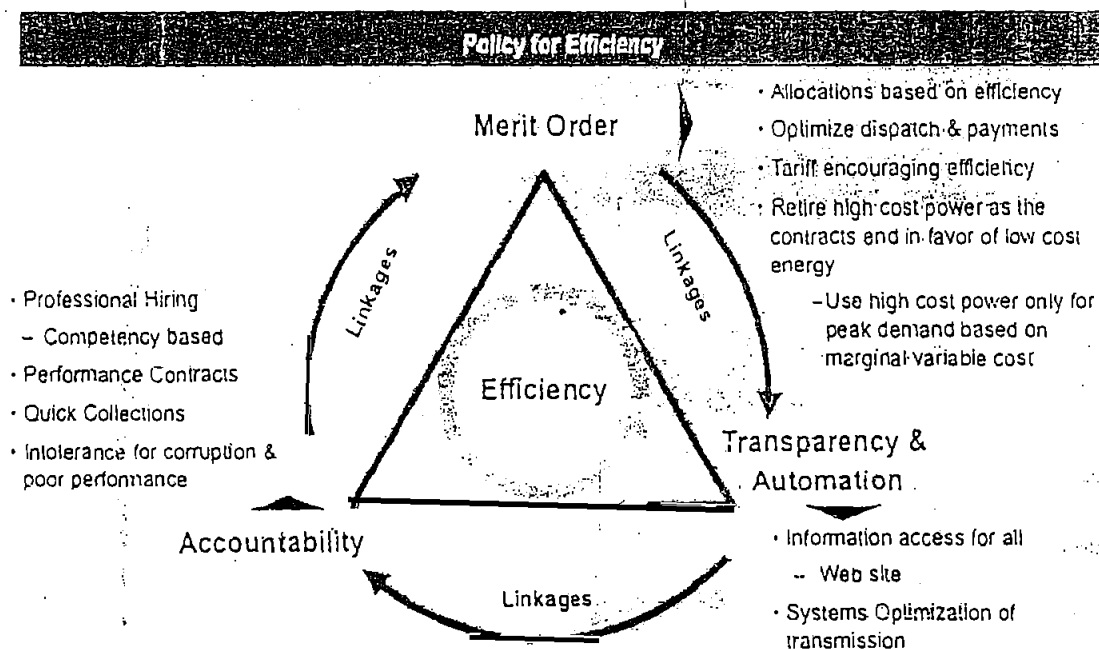 Policy for Efficiency
Merit Order
· Allocations based on efficiency
· Optimize dispatch & payments
· Tariff encouraging efficiency
· Retire high cost power as the
contracts end in favor of low cost
energy
– Use high cost power only for
peak demand based on
marginal variable cost
Linkages
Linkages
· Professional Hiring
– Competency based
· Performance Contracts
· Quick Collections
· Intolerance for corruption &
poor performance
Efficiency
Transparency &
Automation
Accountability
· Information access for all
– Web site
· Systems Optimization of
transmission
Linkages